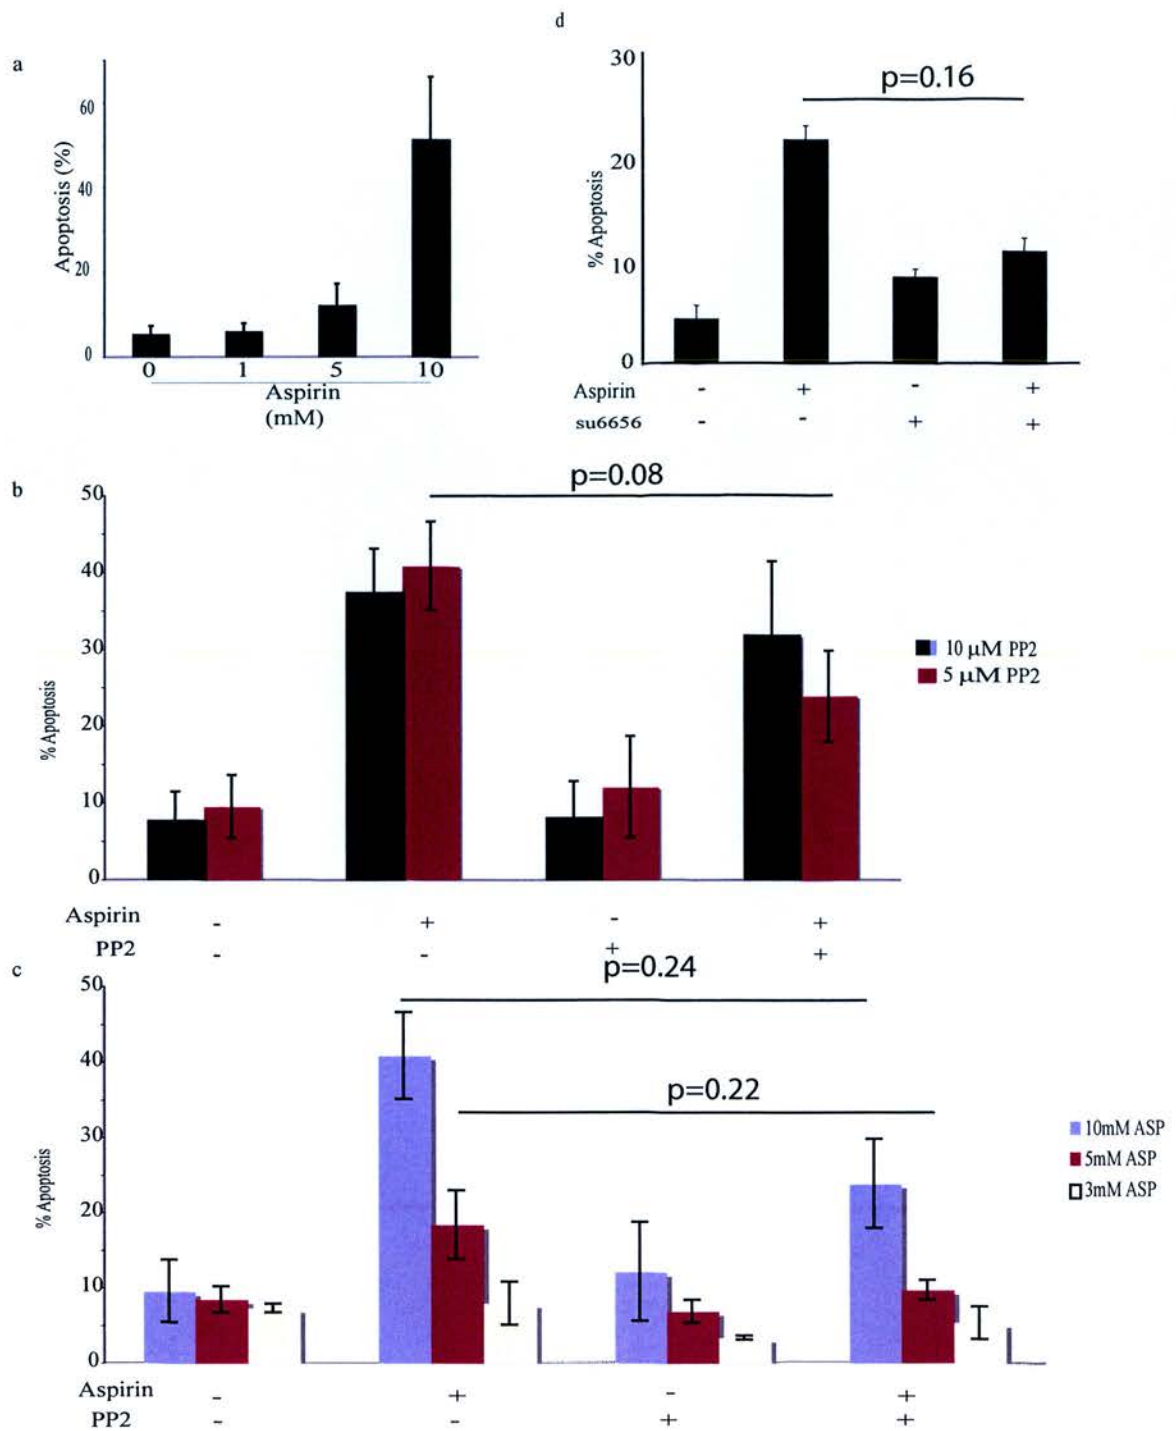 a
60
40
20
0
Apoptosis (%)
0 1 5 10
Aspirin
(mM)
d
30
20
10
0
% Apoptosis
p=0.16
Aspirin - + - +
su6656 - - + +
b
50
40
30
20
10
0
% Apoptosis
p=0.08
10 µM PP2
5 µM PP2
Aspirin - + - +
PP2 - - + +
c
50
40
30
20
10
0
% Apoptosis
p=0.24
p=0.22
10mM ASP
5mM ASP
3mM ASP
Aspirin - + - +
PP2 - - + +